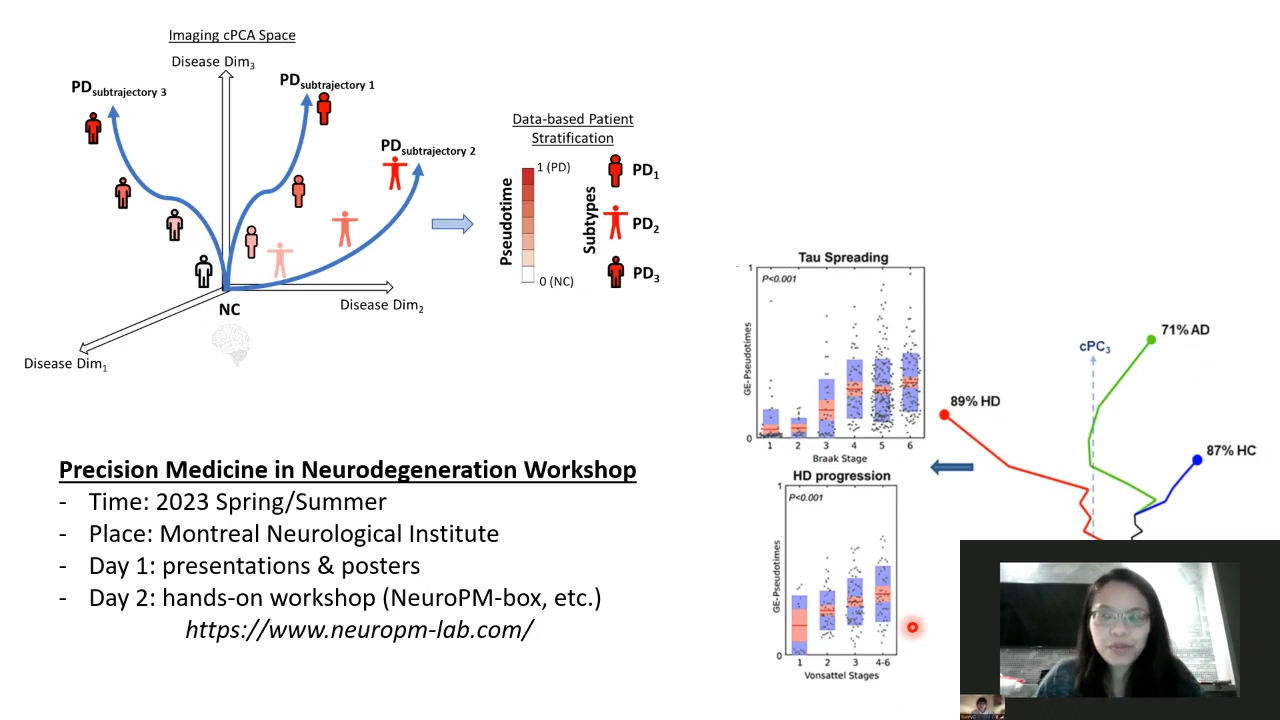 Imaging cPCA Space
Disease Dim3
PDsubtrajectory 3
PDsubtrajectory 1
PDsubtrajectory 2
NC
Disease Dim2
Disease Dim1
Data-based Patient
Stratification
Pseudotime
1 (PD)
0 (NC)
Subtypes
PD1
PD2
PD3
Precision Medicine in Neurodegeneration Workshop
- Time: 2023 Spring/Summer
- Place: Montreal Neurological Institute
- Day 1: presentations & posters
- Day 2: hands-on workshop (NeuroPM-box, etc.)
https://www.neuropm-lab.com/
Tau Spreading
1
P<0.001
GE-Pseudotimes
0
1 2 3 4 5 6
Braak Stage
HD progression
1
P<0.001
GE-Pseudotimes
0
1 2 3 4-6
Vonsattel Stages
cPC3
71% AD
89% HD
87% HC